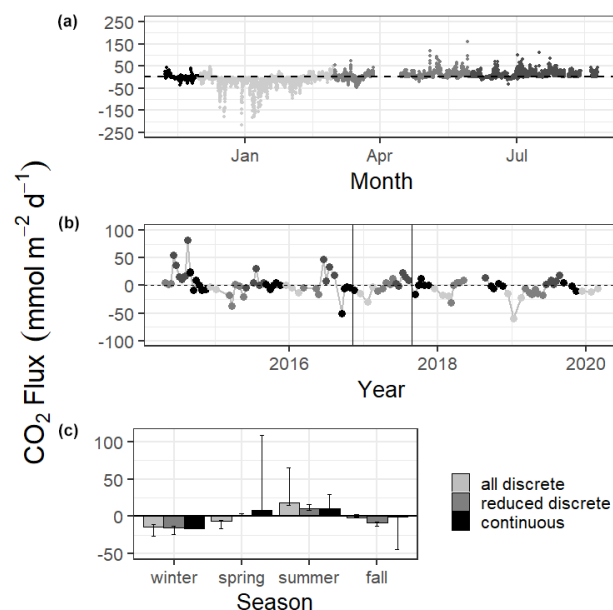 (a)
250
150
50
-50
-150
-250
Jan Apr Jul
Month
(b)
100
50
0
-50
-100
2016 2018 2020
Year
CO2 Flux (mmol m−2 d−1)
(c)
100
50
0
-50
winter spring summer fall
Season
all discrete
reduced discrete
continuous